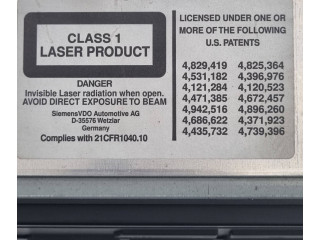 CLASS 1
LASER PRODUCT
DANGER
Invisible Laser radiation when open.
AVOID DIRECT EXPOSURE TO BEAM
SiemensVDO Automotive AG
D-35576 Wetzlar
Germany
Complies with 21CFR1040.10
LICENSED UNDER ONE OR
MORE OF THE FOLLOWING
U.S. PATENTS
4,829,419 4,825,364
4,531,182 4,396,976
4,121,284 4,120,523
4,471,385 4,672,457
4,942,516 4,896,260
4,686,622 4,371,923
4,435,732 4,739,396